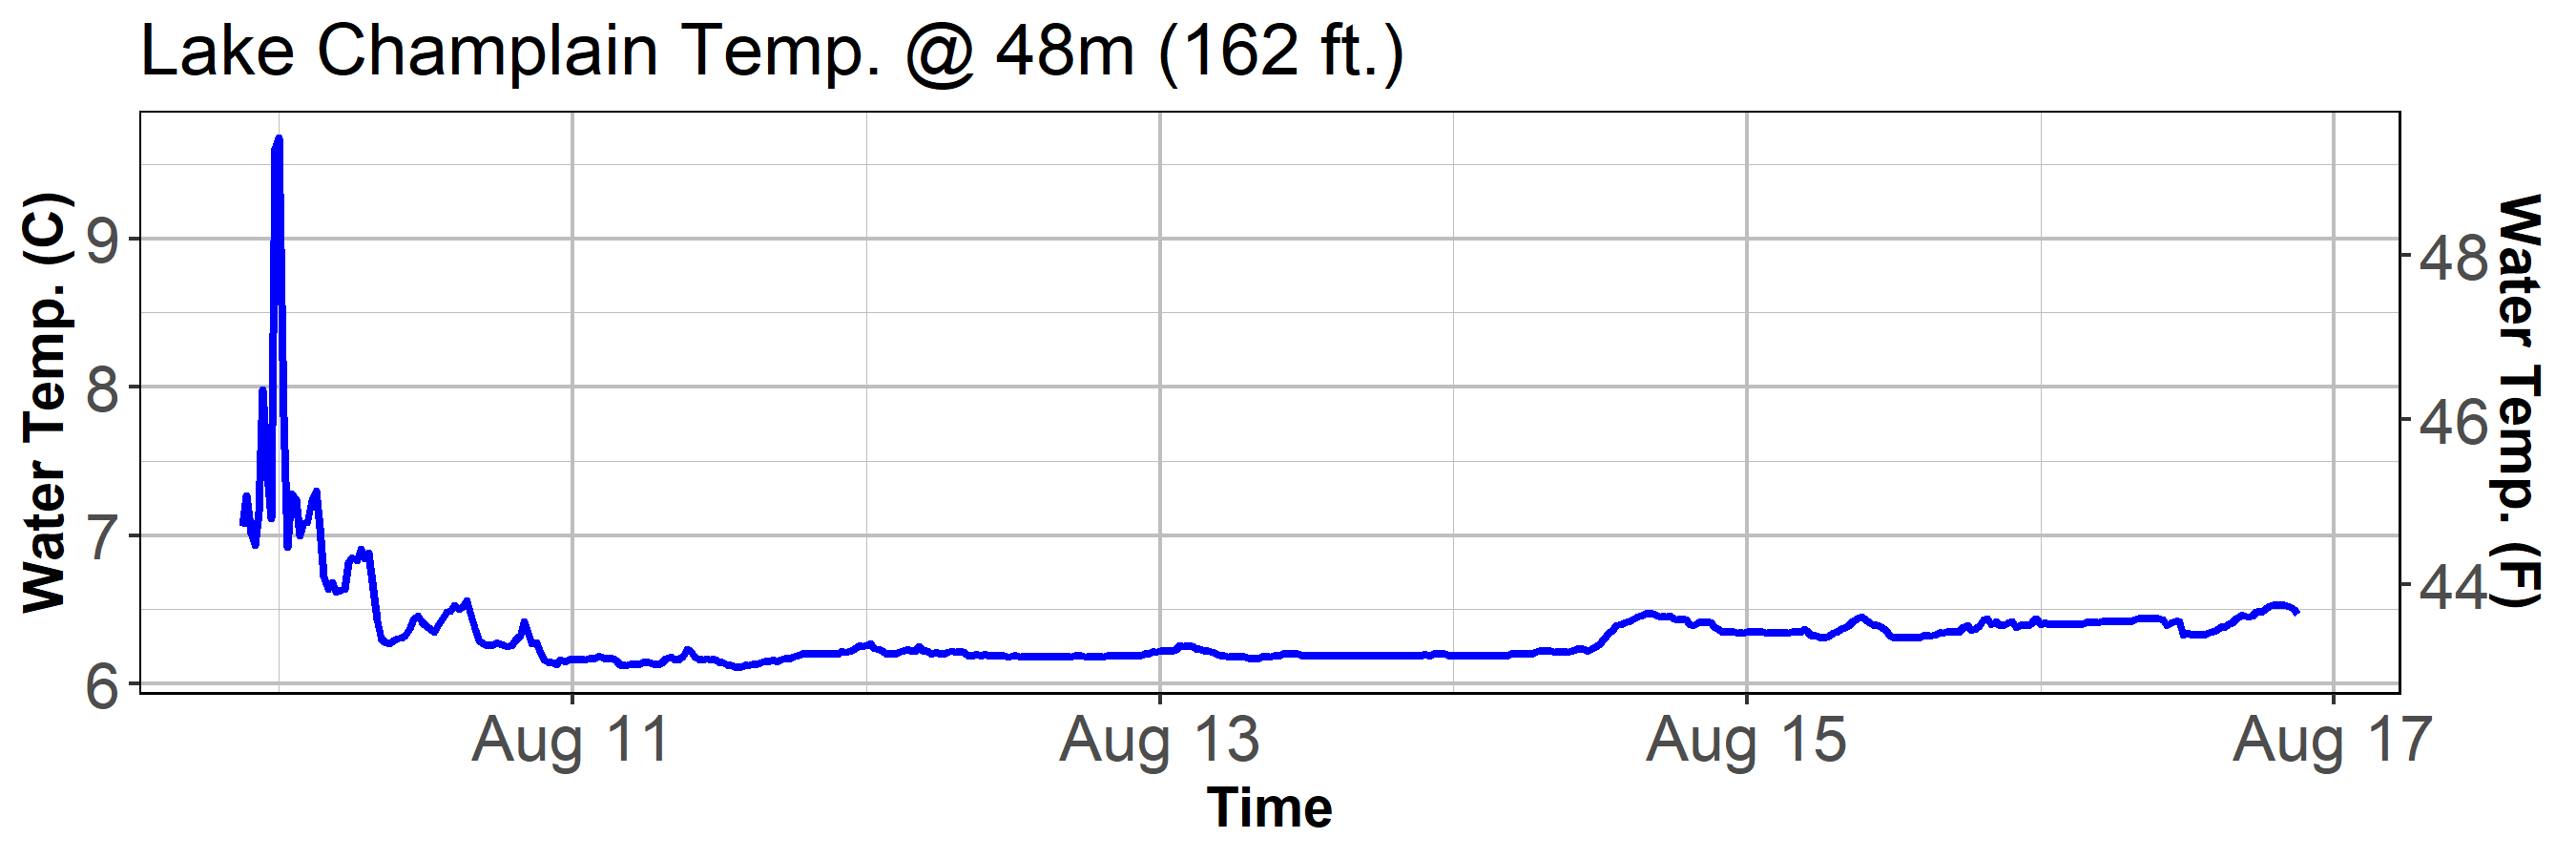 Lake Champlain Temp. @ 48m (162 ft.)
Water Temp. (C)
9
8
7
6
48
46
44
Water Temp. (F)
Aug 11 Aug 13 Aug 15 Aug 17
Time